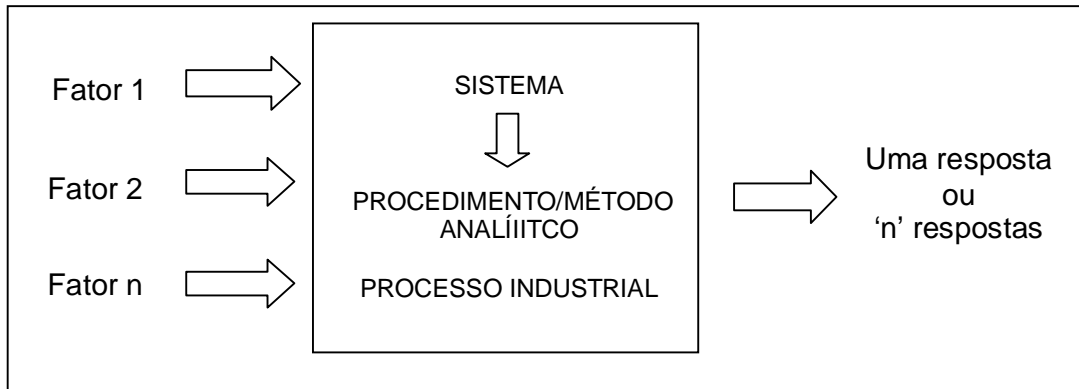 Fator 1
Fator 2
Fator n
SISTEMA
PROCEDIMENTO/MÉTODO
ANALÍIITCO
PROCESSO INDUSTRIAL
Uma resposta
ou
‘n’ respostas